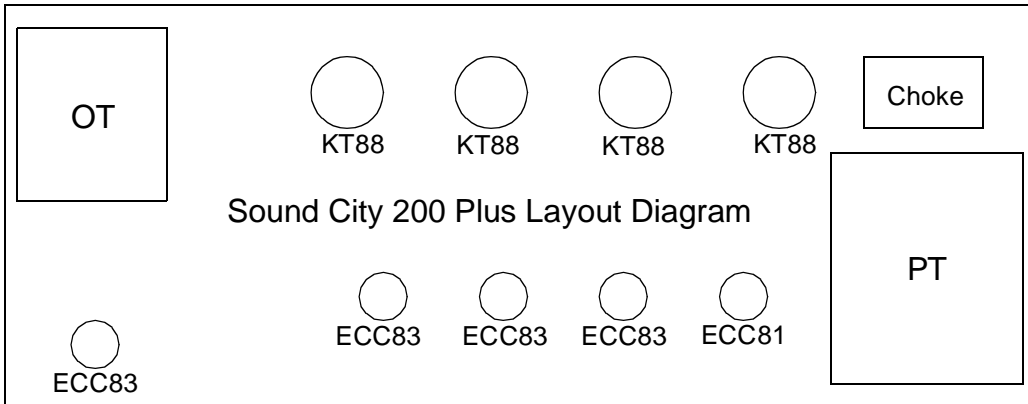 OT
KT88
KT88
KT88
KT88
Choke
Sound City 200 Plus Layout Diagram
PT
ECC83
ECC83
ECC83
ECC81
ECC83